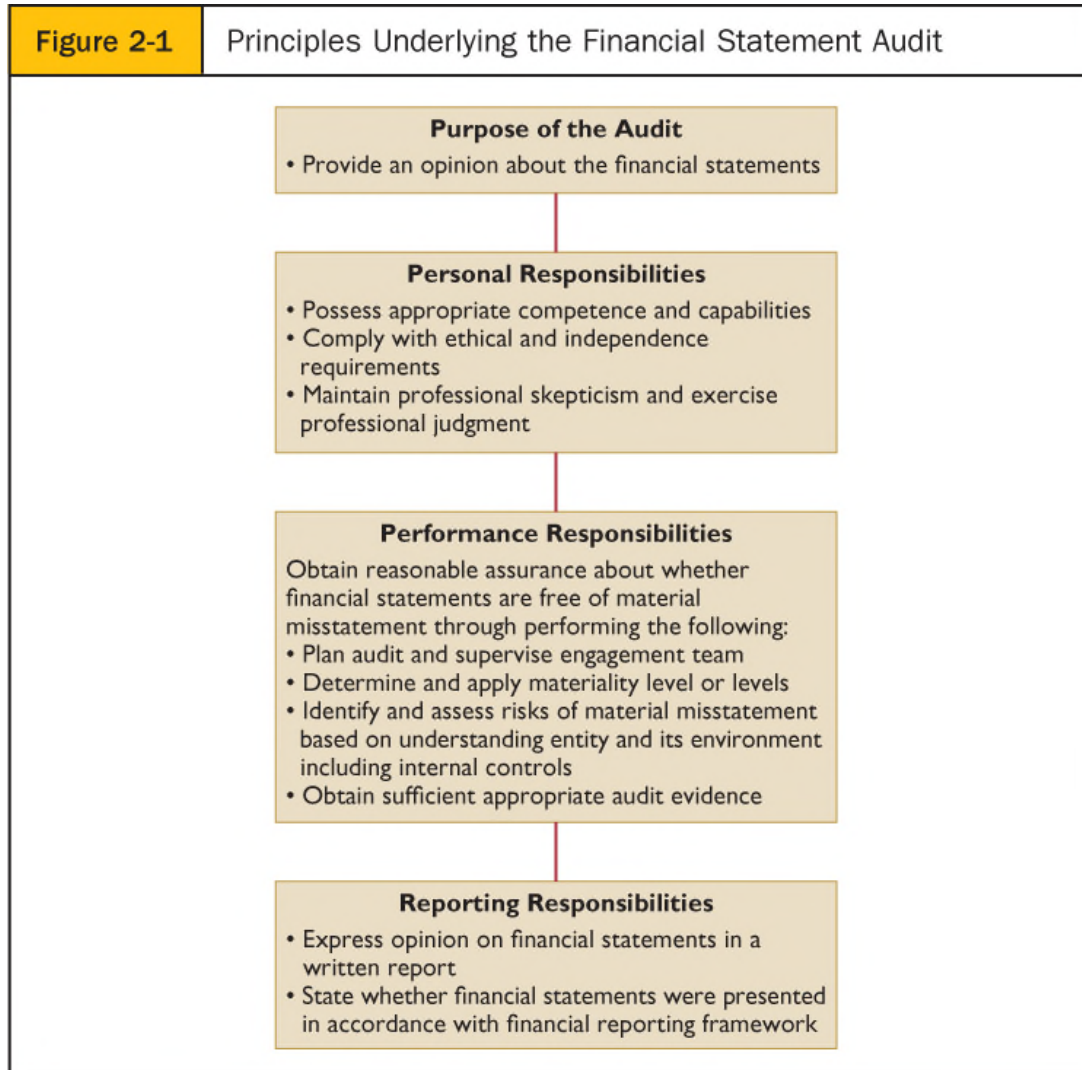 Figure 2-1
Principles Underlying the Financial Statement Audit
Purpose of the Audit
• Provide an opinion about the financial statements
Personal Responsibilities
• Possess appropriate competence and capabilities
• Comply with ethical and independence
requirements
• Maintain professional skepticism and exercise
professional judgment
Performance Responsibilities
Obtain reasonable assurance about whether
financial statements are free of material
misstatement through performing the following:
• Plan audit and supervise engagement team
• Determine and apply materiality level or levels
• Identify and assess risks of material misstatement
based on understanding entity and its environment
including internal controls
• Obtain sufficient appropriate audit evidence
Reporting Responsibilities
• Express opinion on financial statements in a
written report
• State whether financial statements were presented
in accordance with financial reporting framework